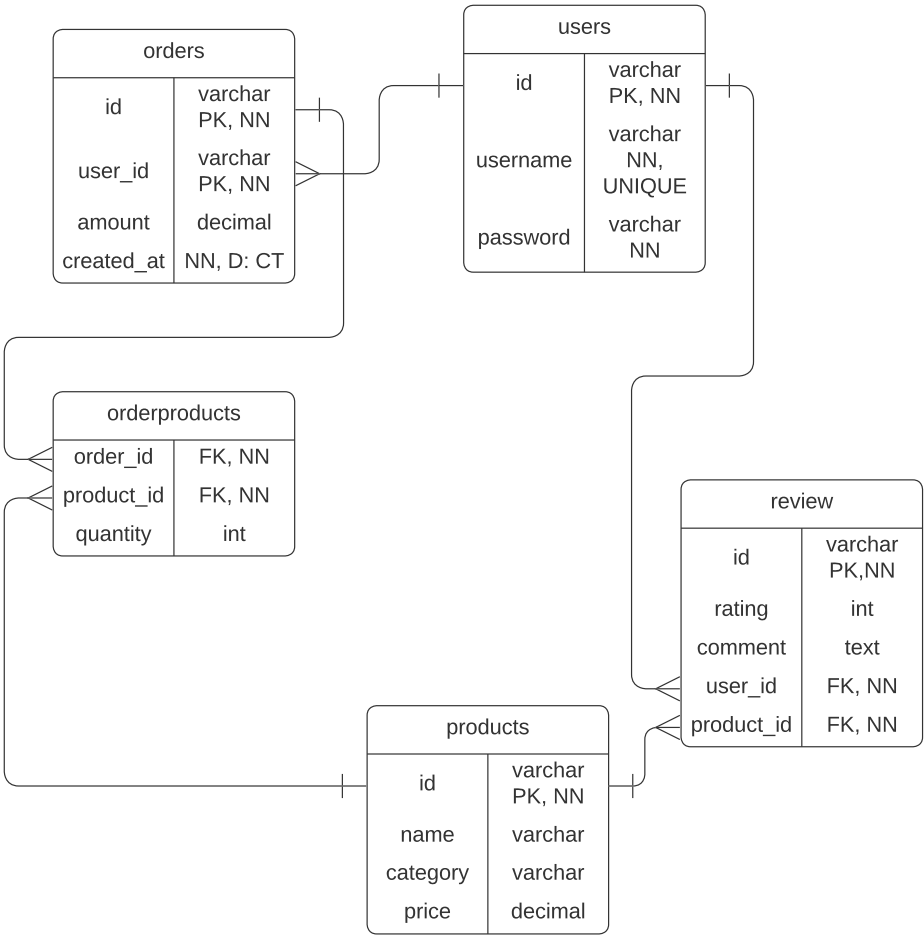 orders
id
varchar
PK, NN
user_id
varchar
PK, NN
amount
decimal
created_at
NN, D: CT
users
id
varchar
PK, NN
username
varchar
NN,
UNIQUE
password
varchar
NN
orderproducts
order_id
FK, NN
product_id
FK, NN
quantity
int
review
id
varchar
PK,NN
rating
int
comment
text
user_id
FK, NN
product_id
FK, NN
products
id
varchar
PK, NN
name
varchar
category
varchar
price
decimal